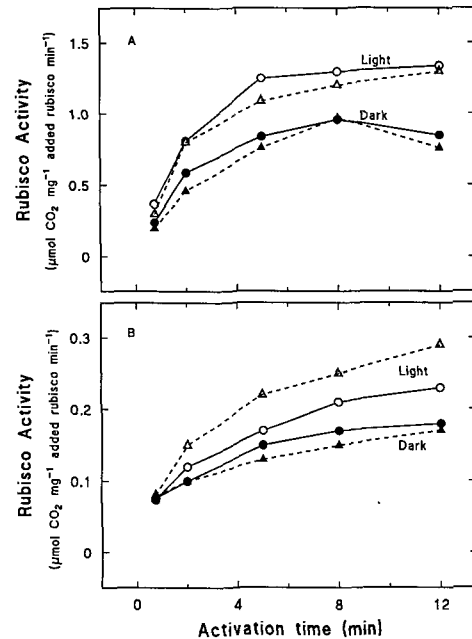 A
Rubisco Activity
(μmol CO₂ mg⁻¹ added rubisco min⁻¹)
1.5
1.0
0.5
0
Light
Dark
B
Rubisco Activity
(μmol CO₂ mg⁻¹ added rubisco min⁻¹)
0.3
0.2
0.1
0
Light
Dark
0 4 8 12
Activation time (min)